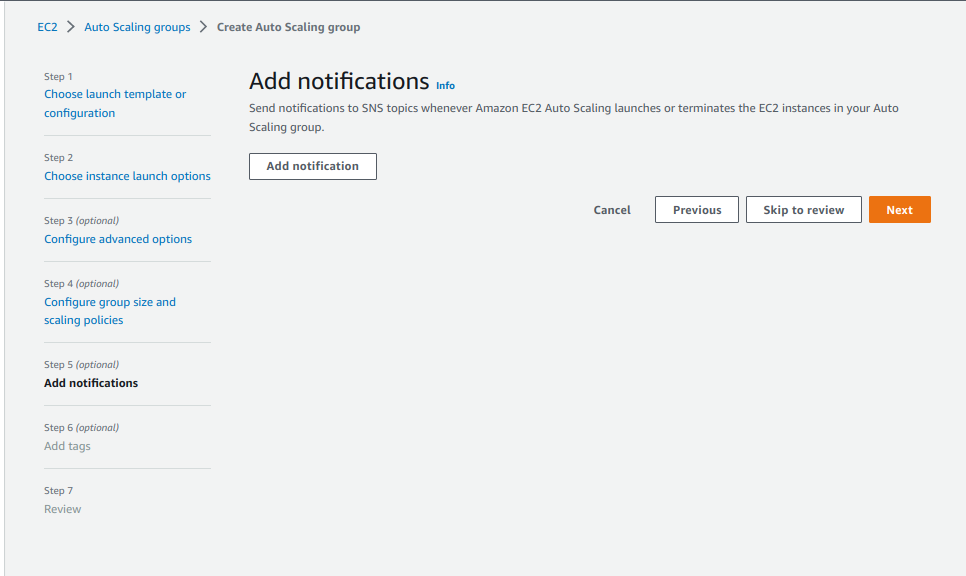 EC2 > Auto Scaling groups > Create Auto Scaling group
Step 1
Choose launch template or
configuration
Step 2
Choose instance launch options
Step 3 (optional)
Configure advanced options
Step 4 (optional)
Configure group size and
scaling policies
Step 5 (optional)
Add notifications
Step 6 (optional)
Add tags
Step 7
Review
Add notifications Info
Send notifications to SNS topics whenever Amazon EC2 Auto Scaling launches or terminates the EC2 instances in your Auto
Scaling group.
Add notification
Cancel Previous Skip to review Next